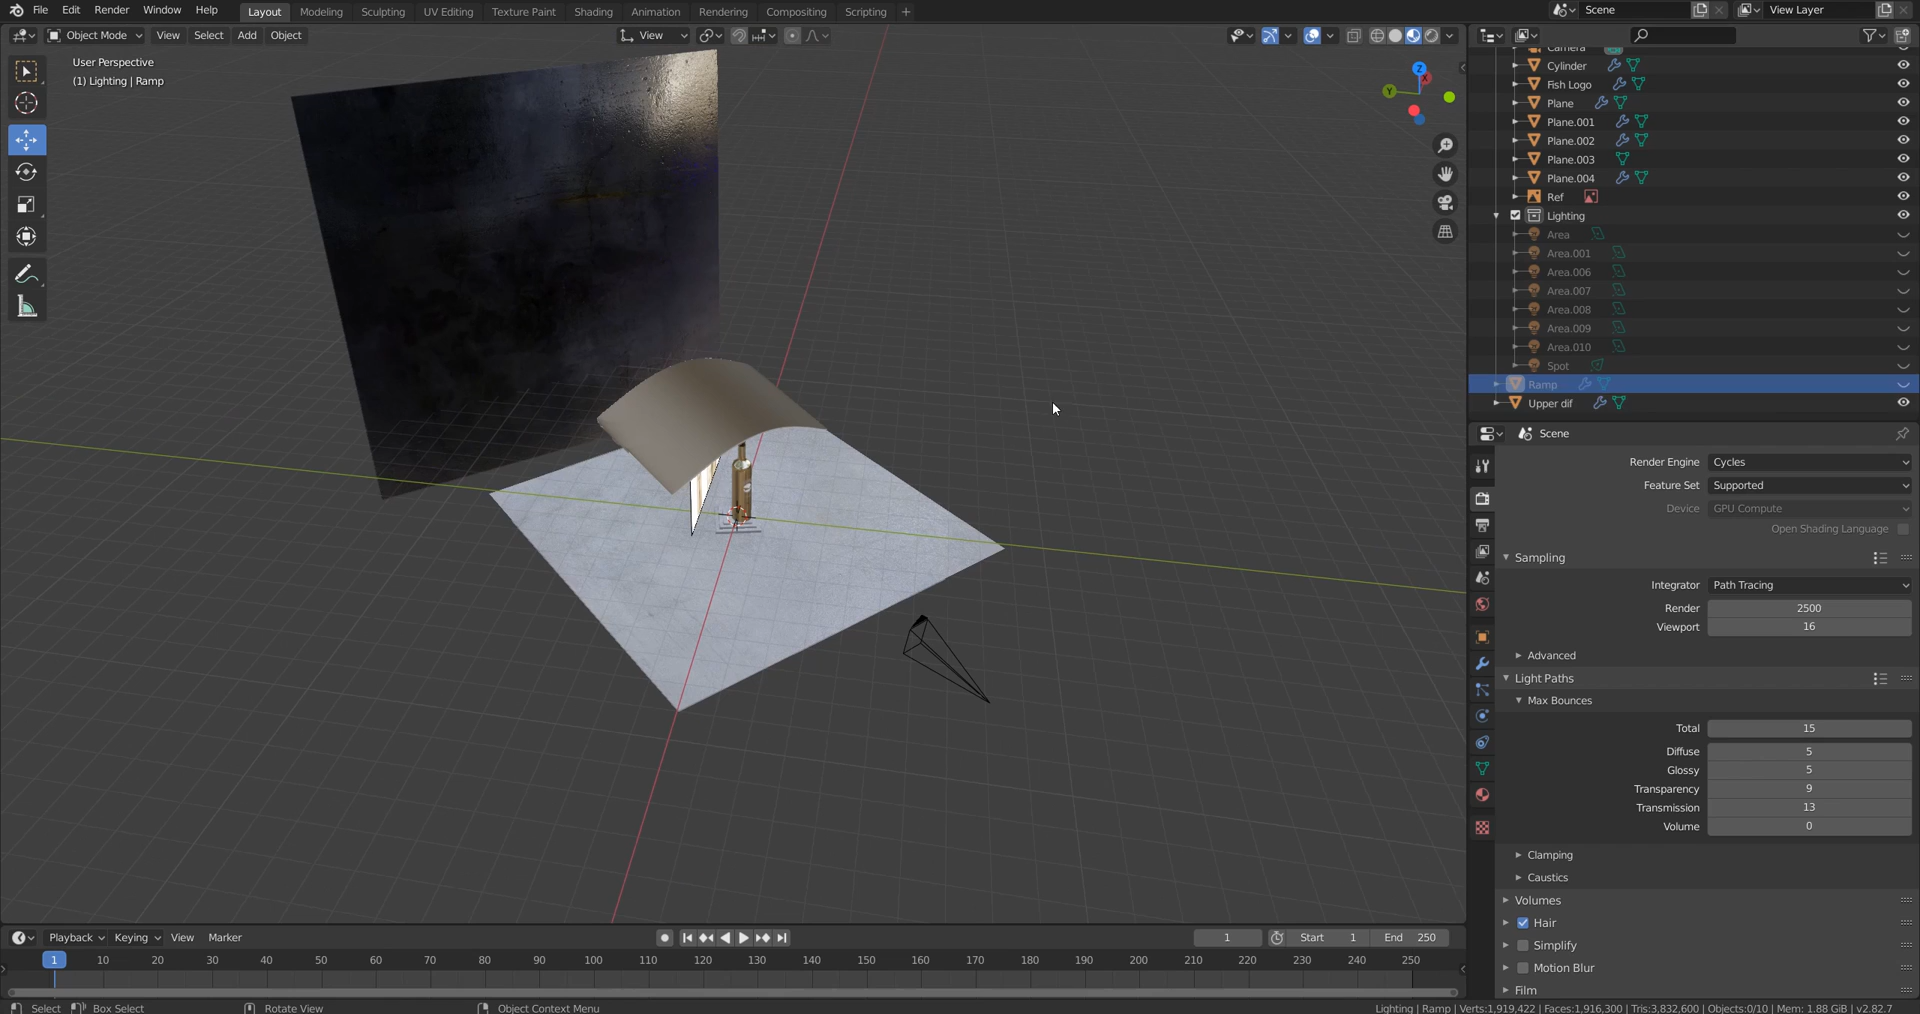 File Edit Render Window Help Layout Modeling Sculpting UV Editing Texture Paint Shading Animation Rendering Compositing Scripting + Scene View Layer
Object Mode View Select Add Object View
User Perspective
(1) Lighting | Ramp
Z
X
Y
Camera
Cylinder
Fish Logo
Plane
Plane.001
Plane.002
Plane.003
Plane.004
Ref
Lighting
Area
Area.001
Area.006
Area.007
Area.008
Area.009
Area.010
Spot
Ramp
Upper dif
Scene
Render Engine Cycles
Feature Set Supported
Device GPU Compute
Open Shading Language
Sampling
Integrator Path Tracing
Render 2500
Viewport 16
Advanced
Light Paths
Max Bounces
Total 15
Diffuse 5
Glossy 5
Transparency 9
Transmission 13
Volume 0
Clamping
Caustics
Volumes
Hair
Simplify
Motion Blur
Film
Playback Keying View Marker 1 Start 1 End 250
1 10 20 30 40 50 60 70 80 90 100 110 120 130 140 150 160 170 180 190 200 210 220 230 240 250
Select Box Select Rotate View Object Context Menu Lighting | Ramp | Verts:1,919,422 | Faces:1,916,300 | Tris:3,832,600 | Objects:0/10 | Mem: 1.88 GiB | v2.82.7